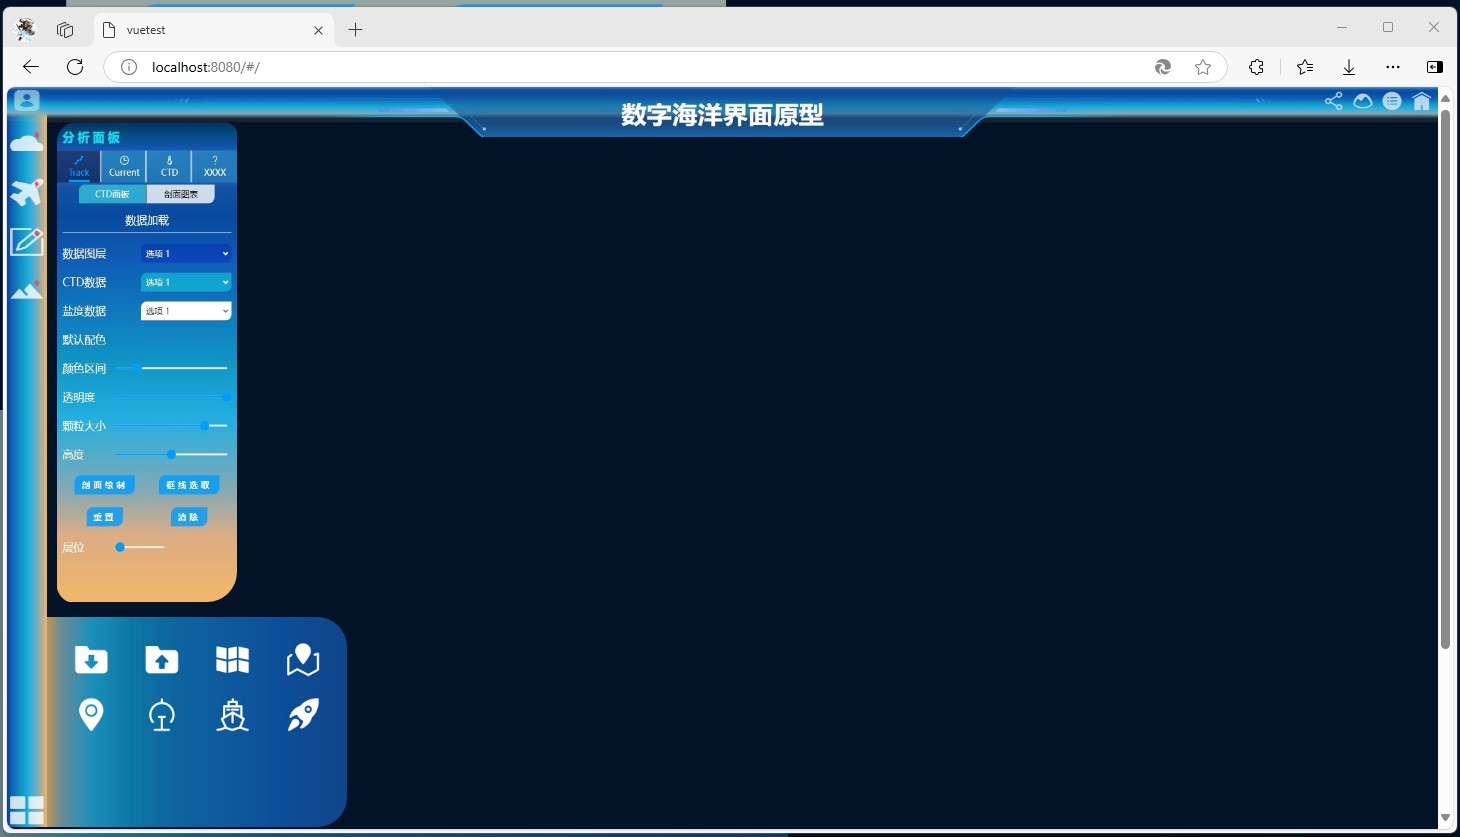 vuetest
localhost:8080/#/
数字海洋界面原型
分析面板
Track Current CTD ? XXXX
CTD面板 剖面图表
数据加载
数据图层 选项 1
CTD数据 选项 1
盐度数据 选项 1
默认配色
颜色区间
透明度
颗粒大小
高度
剖面绘制 框线选取
重置 清除
层位